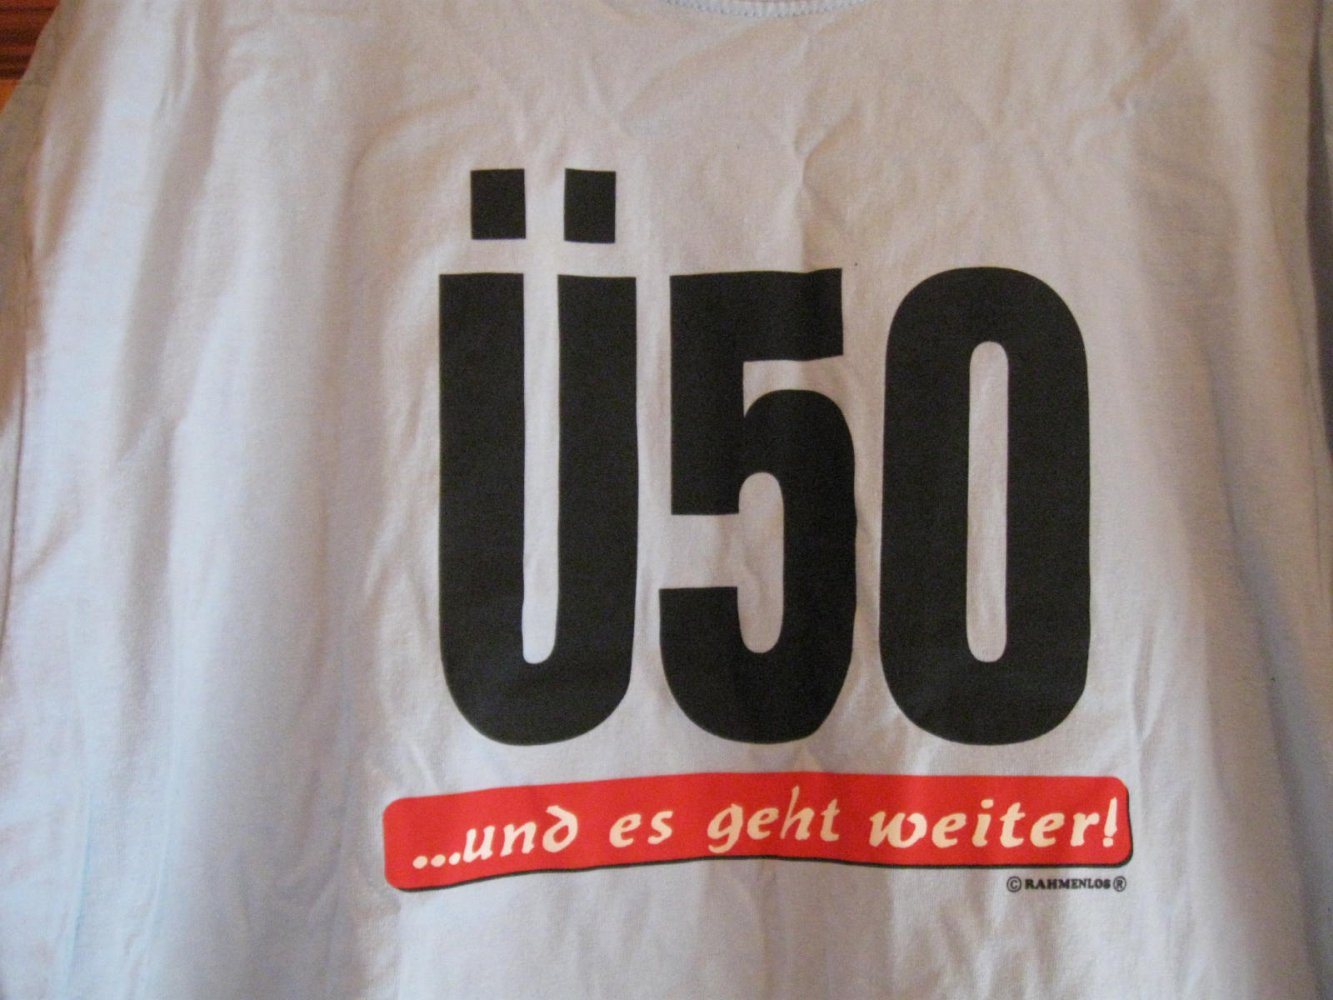 Ü50
...und es geht weiter!
© RAHMENLOS ®